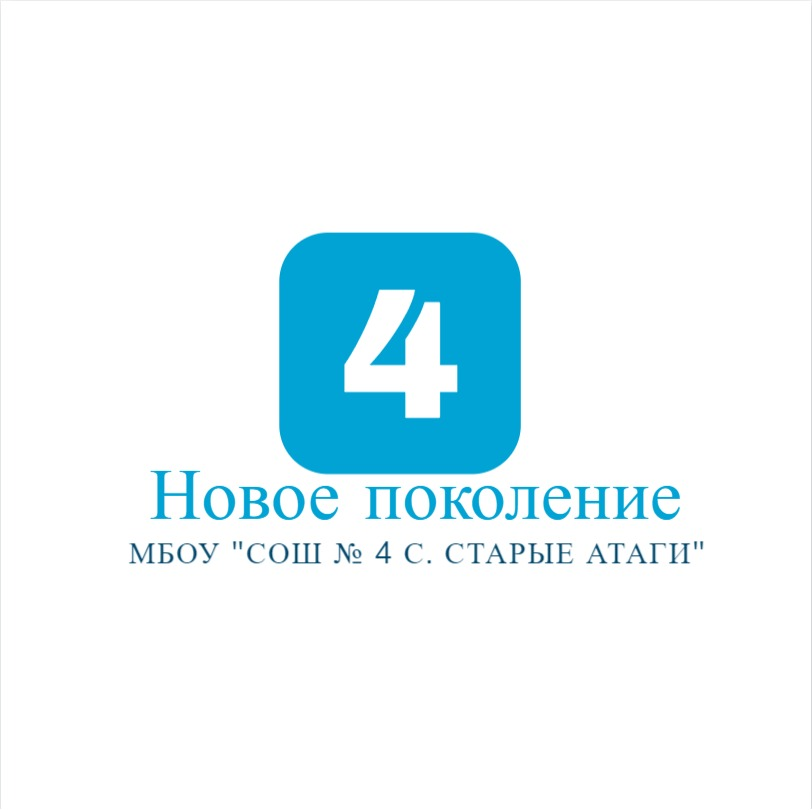 4
Новое поколение
МБОУ "СОШ № 4 С. СТАРЫЕ АТАГИ"